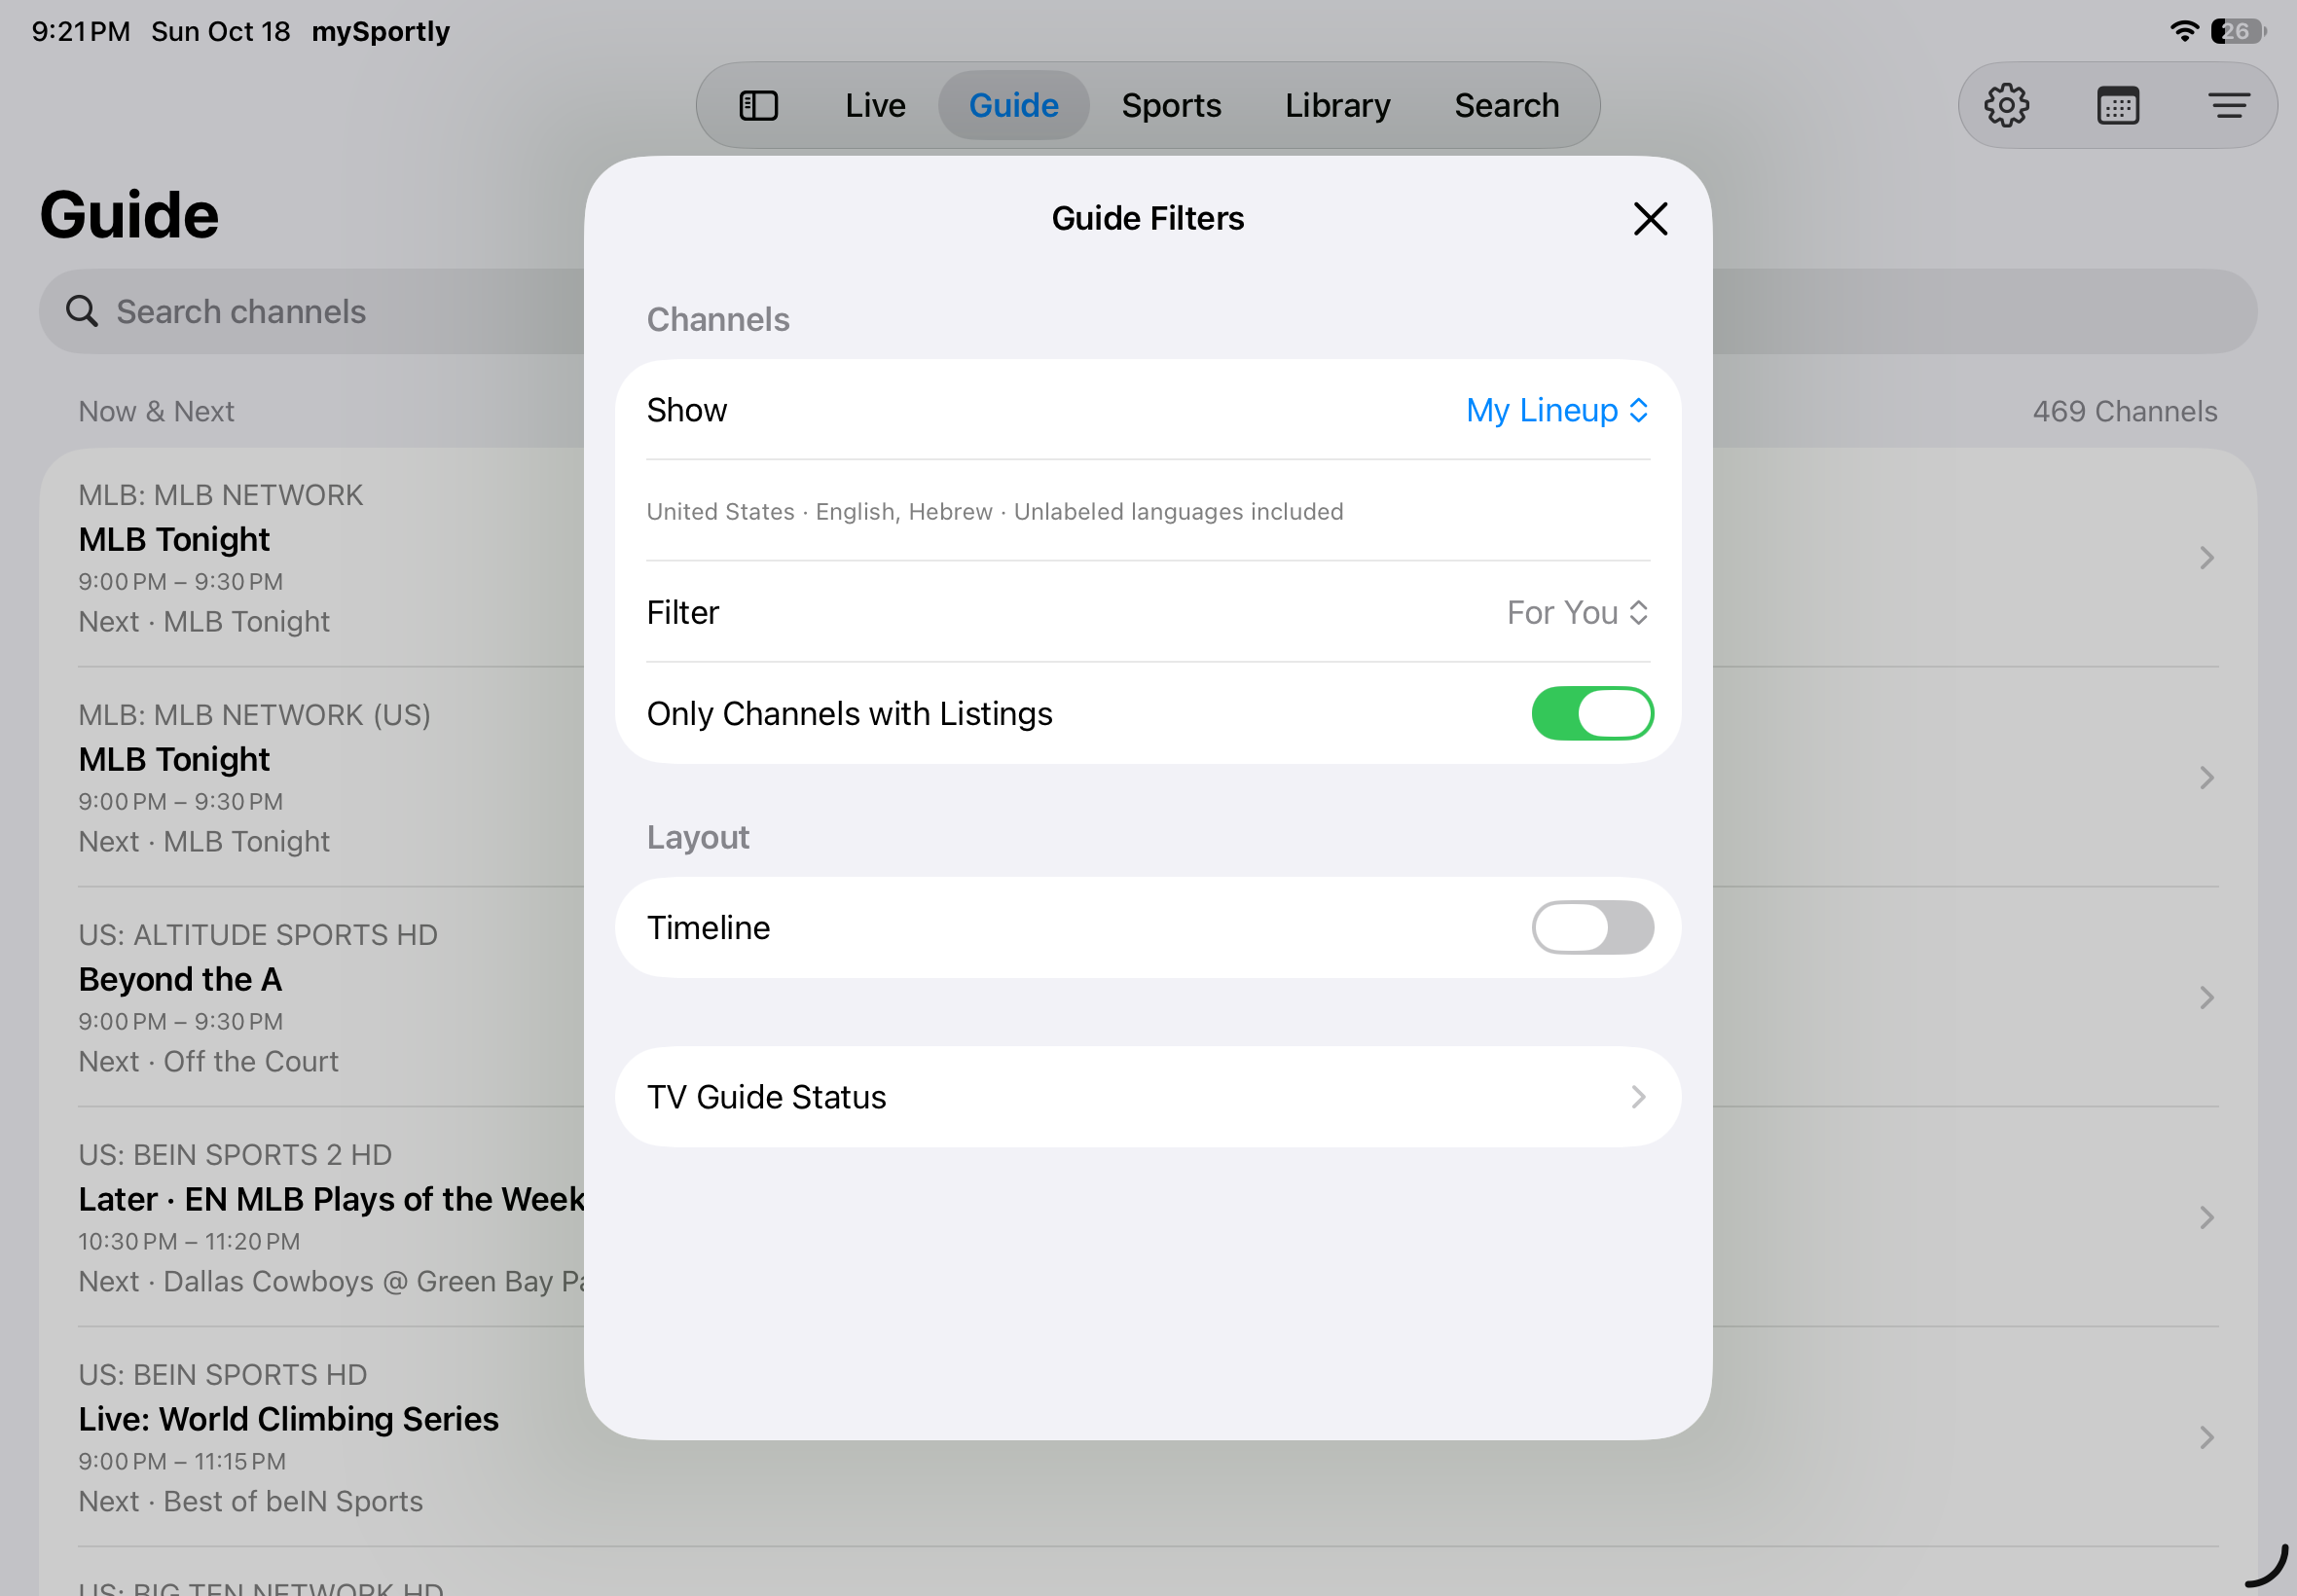 9:21 PM Sun Oct 18 mySportly
26
Live Guide Sports Library Search
Guide
Search channels
Now & Next
469 Channels
MLB: MLB NETWORK
MLB Tonight
9:00 PM – 9:30 PM
Next · MLB Tonight
MLB: MLB NETWORK (US)
MLB Tonight
9:00 PM – 9:30 PM
Next · MLB Tonight
US: ALTITUDE SPORTS HD
Beyond the A
9:00 PM – 9:30 PM
Next · Off the Court
US: BEIN SPORTS 2 HD
Later · EN MLB Plays of the Week
10:30 PM – 11:20 PM
Next · Dallas Cowboys @ Green Bay
US: BEIN SPORTS HD
Live: World Climbing Series
9:00 PM – 11:15 PM
Next · Best of beIN Sports
US: BIG TEN NETWORK HD
Guide Filters
Channels
Show My Lineup
United States · English, Hebrew · Unlabeled languages included
Filter For You
Only Channels with Listings
Layout
Timeline
TV Guide Status